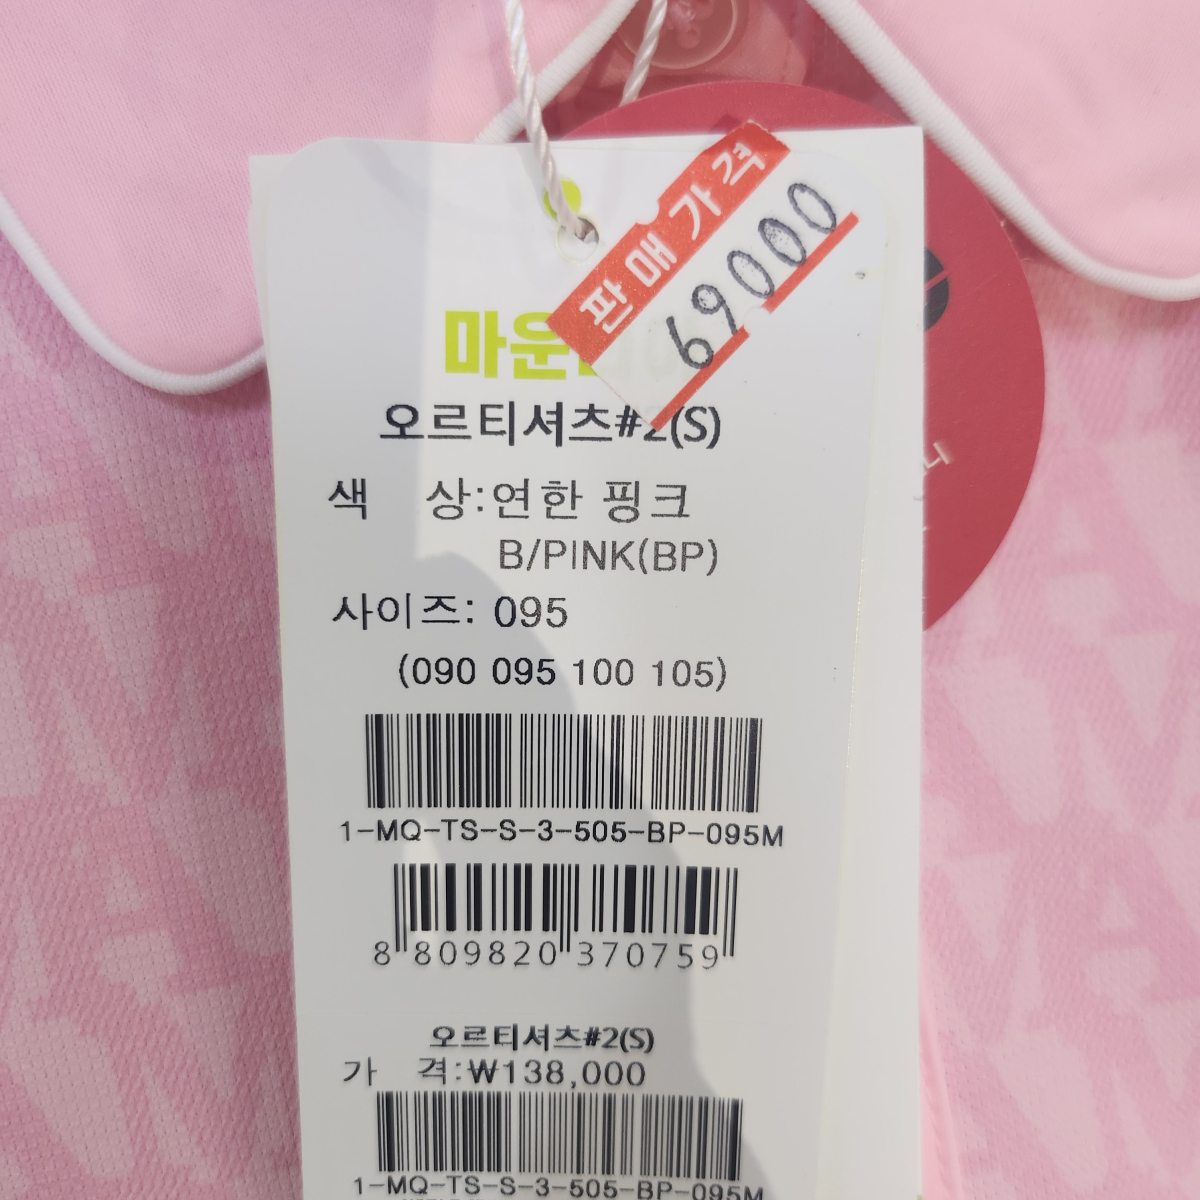 판매가격
69000
마운
오르티셔츠#2(S)
색 상:연한 핑크
B/PINK(BP)
사이즈: 095
(090 095 100 105)
1-MQ-TS-S-3-505-BP-095M
8 809820 370759
오르티셔츠#2(S)
가 격:₩138,000
1-MQ-TS-S-3-505-BP-095M